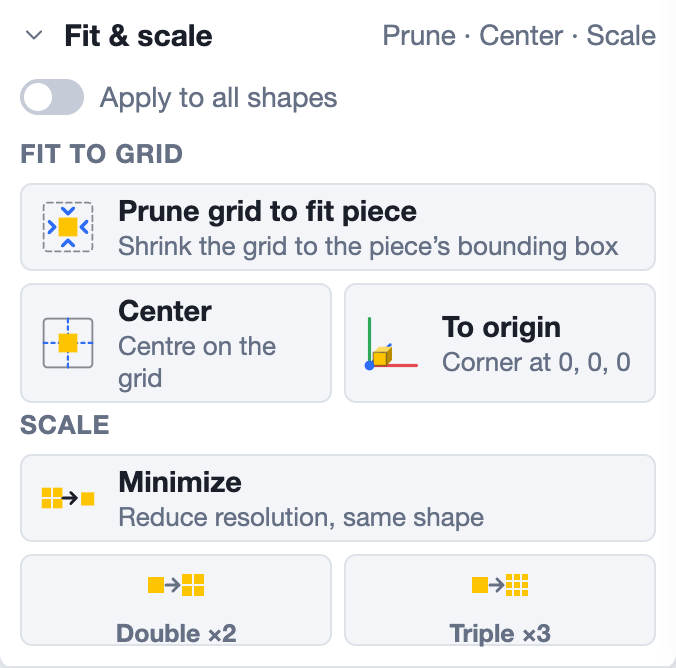 Fit & scale
Prune · Center · Scale
Apply to all shapes
FIT TO GRID
Prune grid to fit piece
Shrink the grid to the piece’s bounding box
Center
Centre on the
grid
To origin
Corner at 0, 0, 0
SCALE
Minimize
Reduce resolution, same shape
Double ×2
Triple ×3